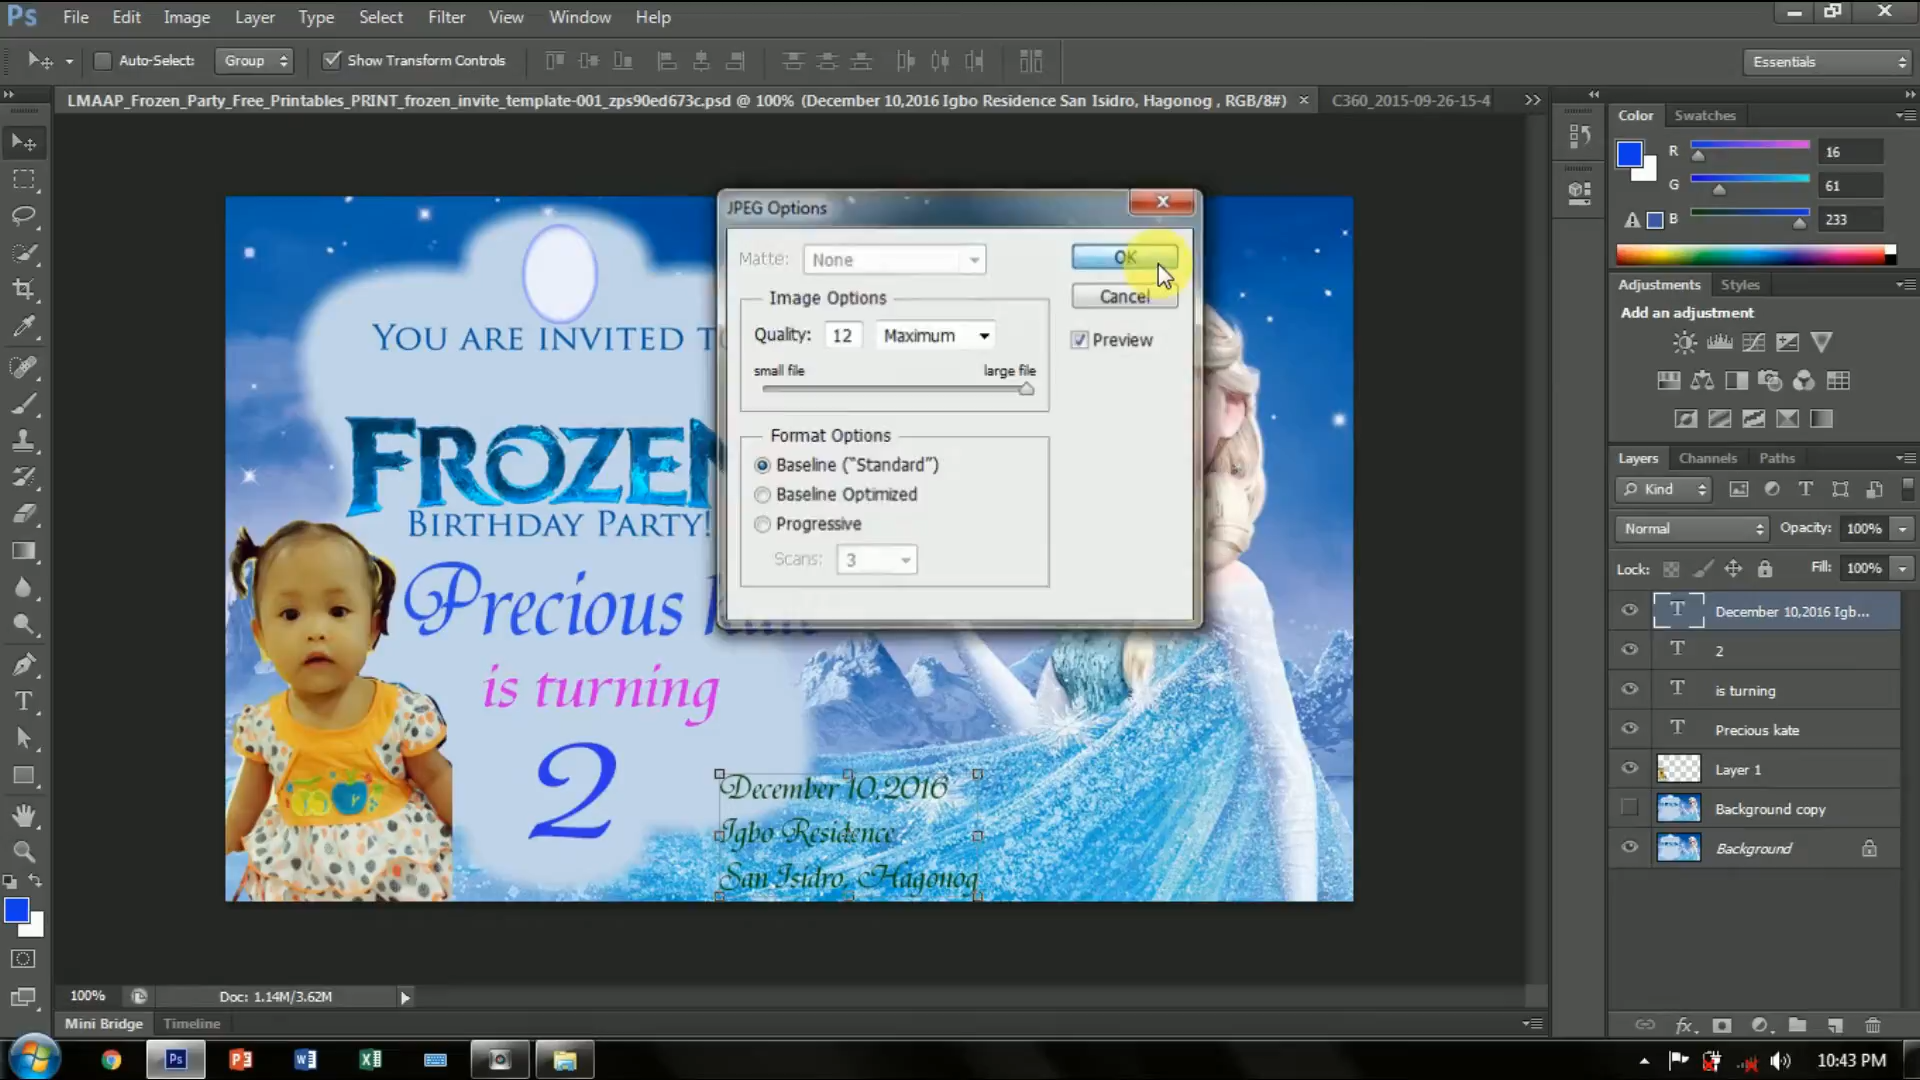 Ps File Edit Image Layer Type Select Filter View Window Help
Auto-Select: Group Show Transform Controls Essentials
LMAAP_Frozen_Party_Free_Printables_PRINT_frozen_invite_template-001_zps90ed673c.psd @ 100% (December 10,2016 Igbo Residence San Isidro, Hagonog , RGB/8#) × C360_2015-09-26-15-4
Color Swatches
R 16
G 61
B 233
Adjustments Styles
Add an adjustment
Layers Channels Paths
Kind
Normal Opacity: 100%
Lock: Fill: 100%
December 10,2016 Igb...
2
is turning
Precious kate
Layer 1
Background copy
Background
JPEG Options
Matte: None
OK
Cancel
Preview
Image Options
Quality: 12 Maximum
small file large file
Format Options
Baseline ("Standard")
Baseline Optimized
Progressive
Scans: 3
YOU ARE INVITED T
FROZEN
BIRTHDAY PARTY!
Precious kate
is turning
2
December 10,2016
Igbo Residence
San Isidro, Hagonog
100% Doc: 1.14M/3.62M
Mini Bridge Timeline
10:43 PM